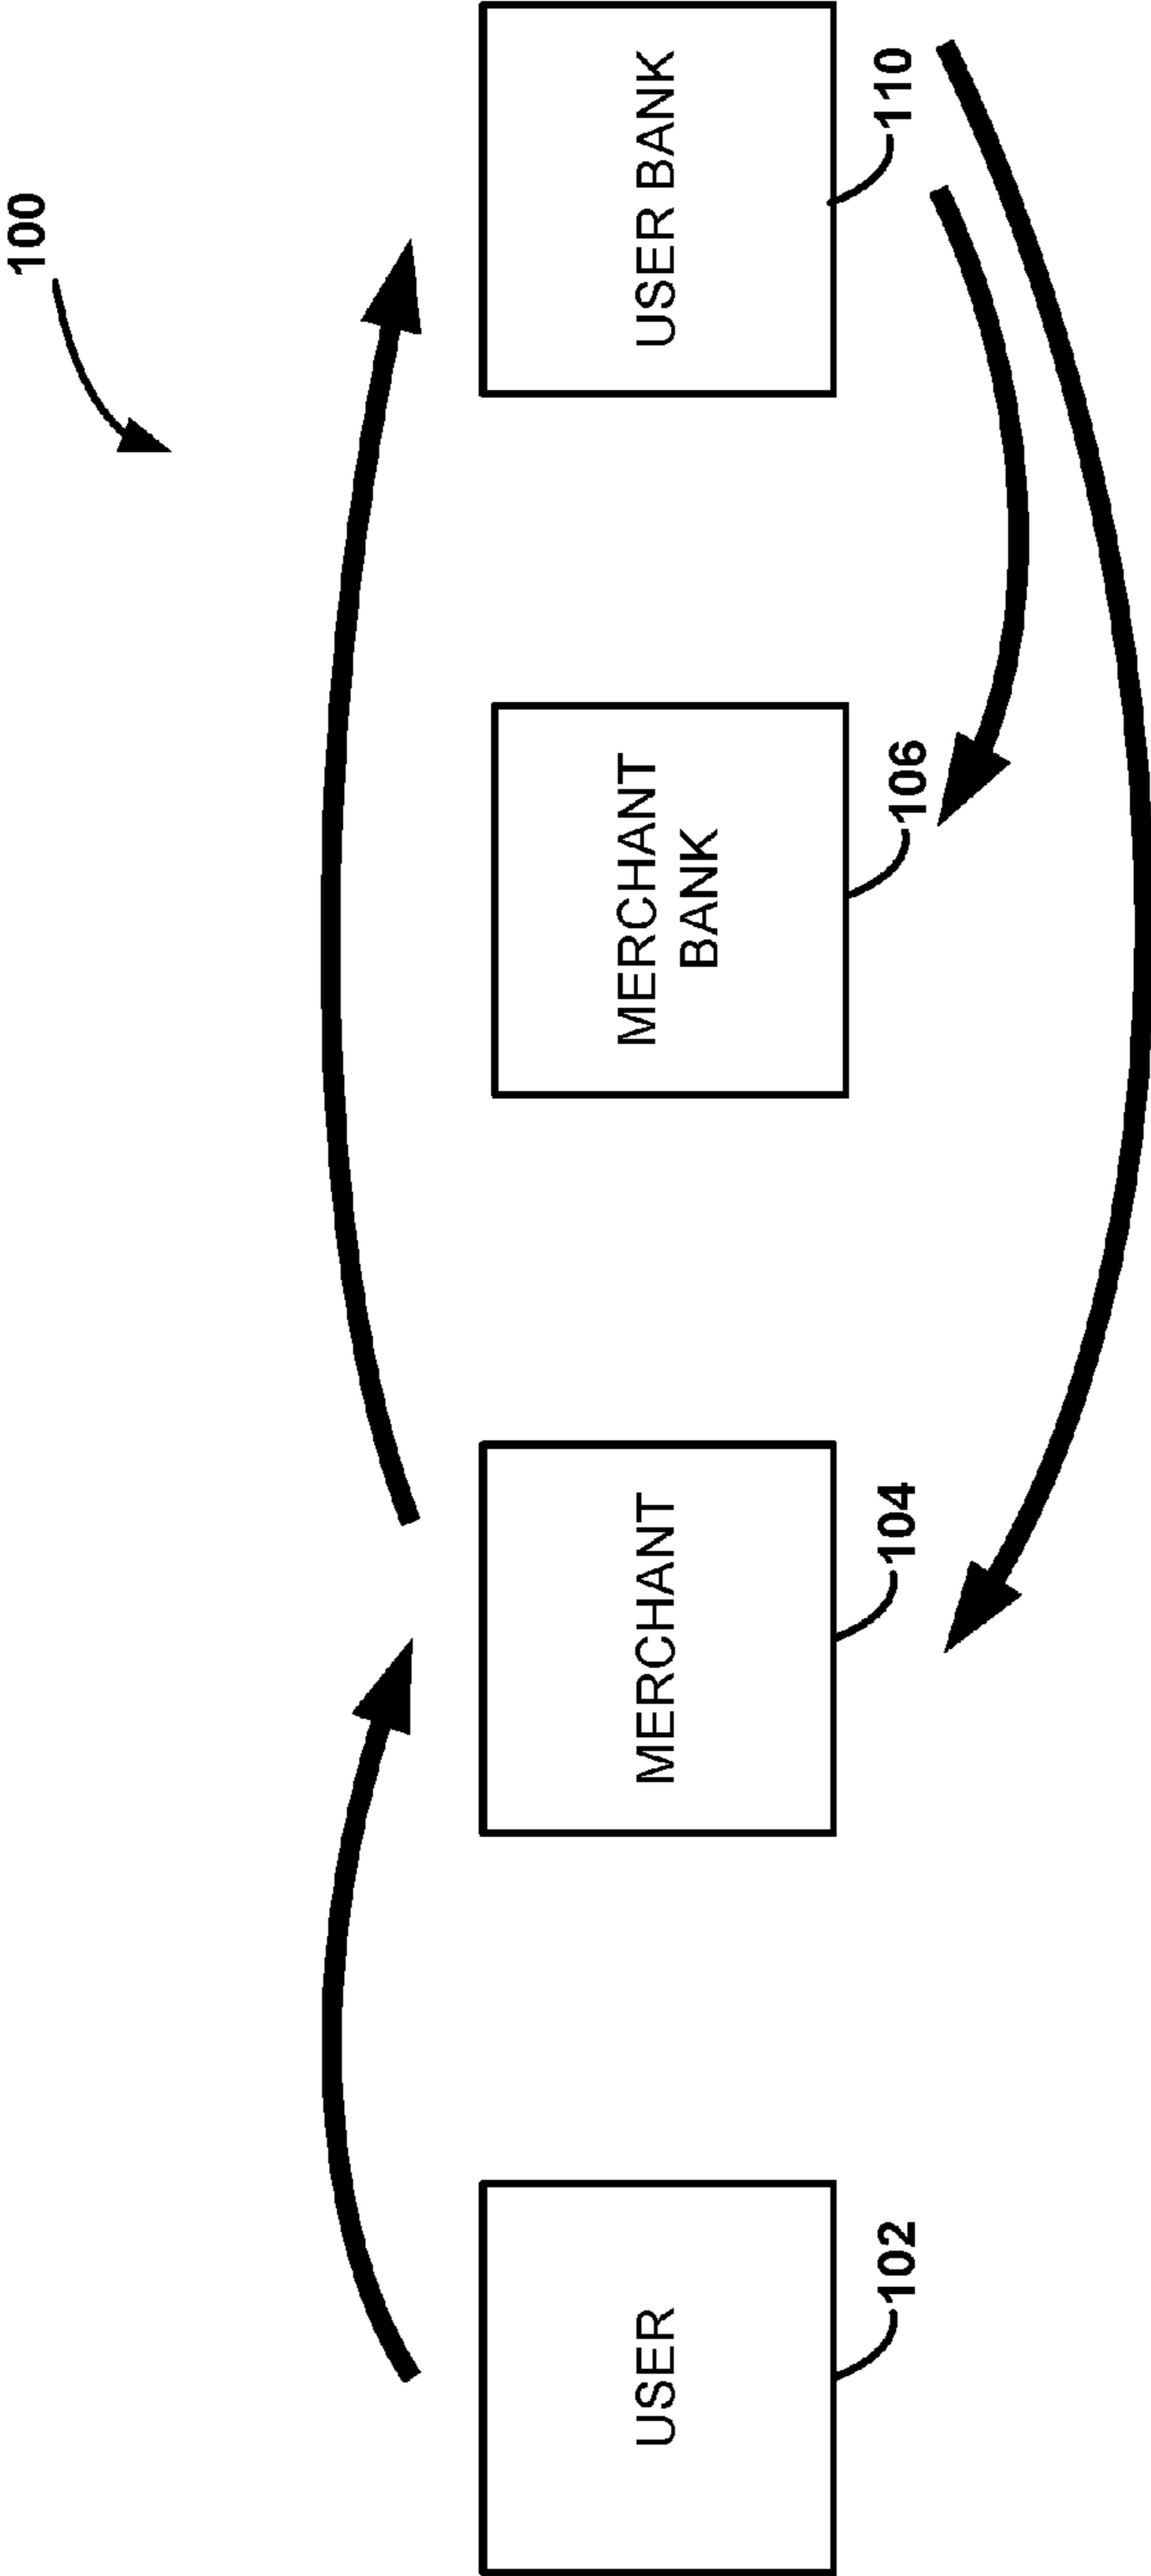 100
USER
MERCHANT
MERCHANT
BANK
USER BANK
102
104
106
110